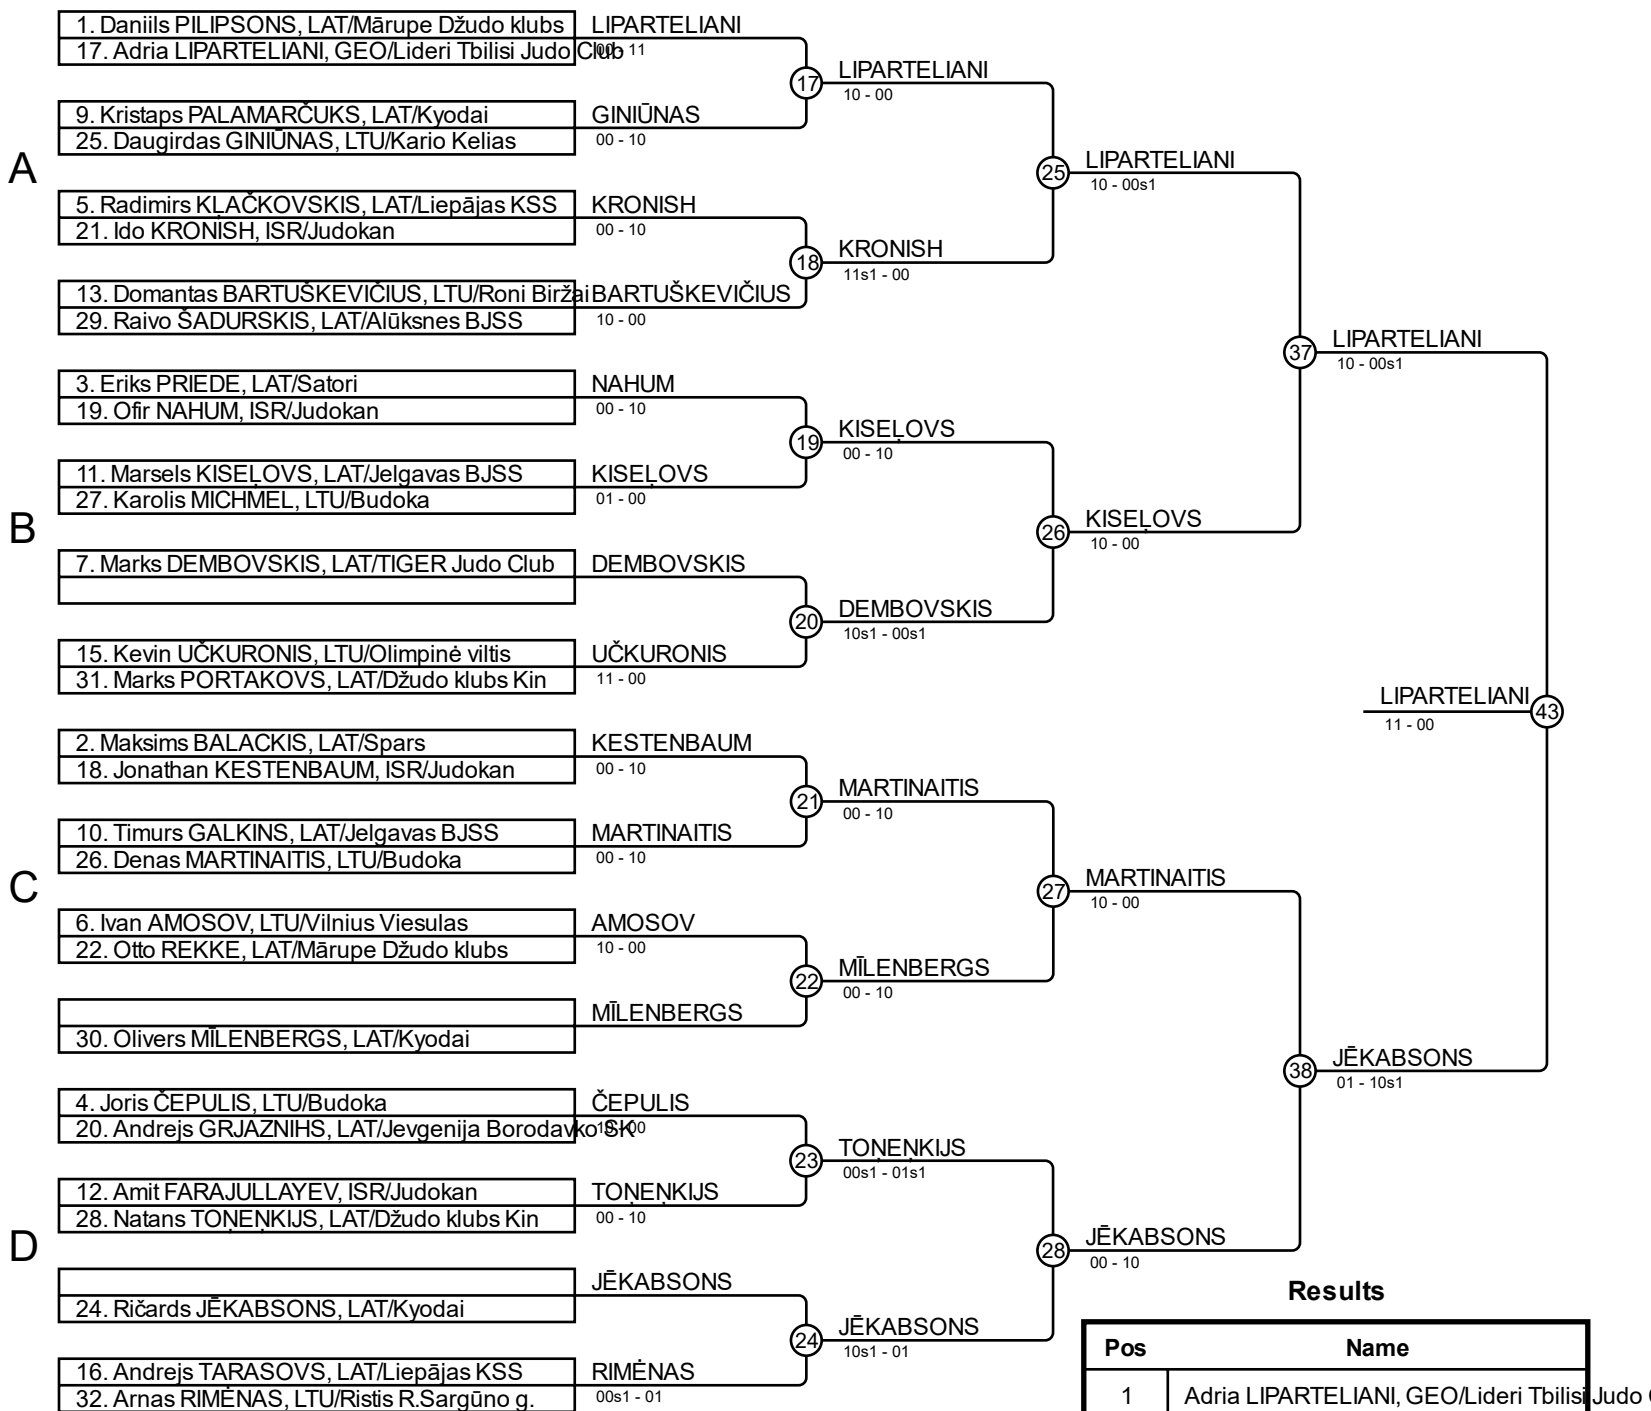 1. Daniils PILIPSONS, LAT/Mārupe Džudo klubs
17. Adria LIPARTELIANI, GEO/Lideri Tbilisi Judo Club
LIPARTELIANI
00 - 11
9. Kristaps PALAMARČUKS, LAT/Kyodai
25. Daugirdas GINIŪNAS, LTU/Kario Kelias
GINIŪNAS
00 - 10
17
LIPARTELIANI
10 - 00
A
5. Radimirs KĻAČKOVSKIS, LAT/Liepājas KSS
21. Ido KRONISH, ISR/Judokan
KRONISH
00 - 10
13. Domantas BARTUŠKEVIČIUS, LTU/Roni Biržai
29. Raivo ŠADURSKIS, LAT/Alūksnes BJSS
BARTUŠKEVIČIUS
10 - 00
18
KRONISH
11s1 - 00
25
LIPARTELIANI
10 - 00s1
3. Eriks PRIEDE, LAT/Satori
19. Ofir NAHUM, ISR/Judokan
NAHUM
00 - 10
11. Marsels KISEĻOVS, LAT/Jelgavas BJSS
27. Karolis MICHMEL, LTU/Budoka
KISEĻOVS
01 - 00
19
KISEĻOVS
00 - 10
B
7. Marks DEMBOVSKIS, LAT/TIGER Judo Club
DEMBOVSKIS
15. Kevin UČKURONIS, LTU/Olimpinė viltis
31. Marks PORTAKOVS, LAT/Džudo klubs Kin
UČKURONIS
11 - 00
20
DEMBOVSKIS
10s1 - 00s1
26
KISEĻOVS
10 - 00
37
LIPARTELIANI
10 - 00s1
2. Maksims BALACKIS, LAT/Spars
18. Jonathan KESTENBAUM, ISR/Judokan
KESTENBAUM
00 - 10
10. Timurs GALKINS, LAT/Jelgavas BJSS
26. Denas MARTINAITIS, LTU/Budoka
MARTINAITIS
00 - 10
21
MARTINAITIS
00 - 10
C
6. Ivan AMOSOV, LTU/Vilnius Viesulas
22. Otto REKKE, LAT/Mārupe Džudo klubs
AMOSOV
10 - 00
30. Olivers MĪLENBERGS, LAT/Kyodai
MĪLENBERGS
22
MĪLENBERGS
00 - 10
27
MARTINAITIS
10 - 00
4. Joris ČEPULIS, LTU/Budoka
20. Andrejs GRJAZNIHS, LAT/Jevgenija Borodavko SK
ČEPULIS
10 - 00
12. Amit FARAJULLAYEV, ISR/Judokan
28. Natans TOŅEŅKIJS, LAT/Džudo klubs Kin
TOŅEŅKIJS
00 - 10
23
TOŅEŅKIJS
00s1 - 01s1
D
24. Ričards JĒKABSONS, LAT/Kyodai
JĒKABSONS
16. Andrejs TARASOVS, LAT/Liepājas KSS
32. Arnas RIMĖNAS, LTU/Ristis R.Sargūno g.
RIMĖNAS
00s1 - 01
24
JĒKABSONS
10s1 - 01
28
JĒKABSONS
00 - 10
38
JĒKABSONS
01 - 10s1
LIPARTELIANI
43
11 - 00
Results
Pos Name
1 Adria LIPARTELIANI, GEO/Lideri Tbilisi Judo